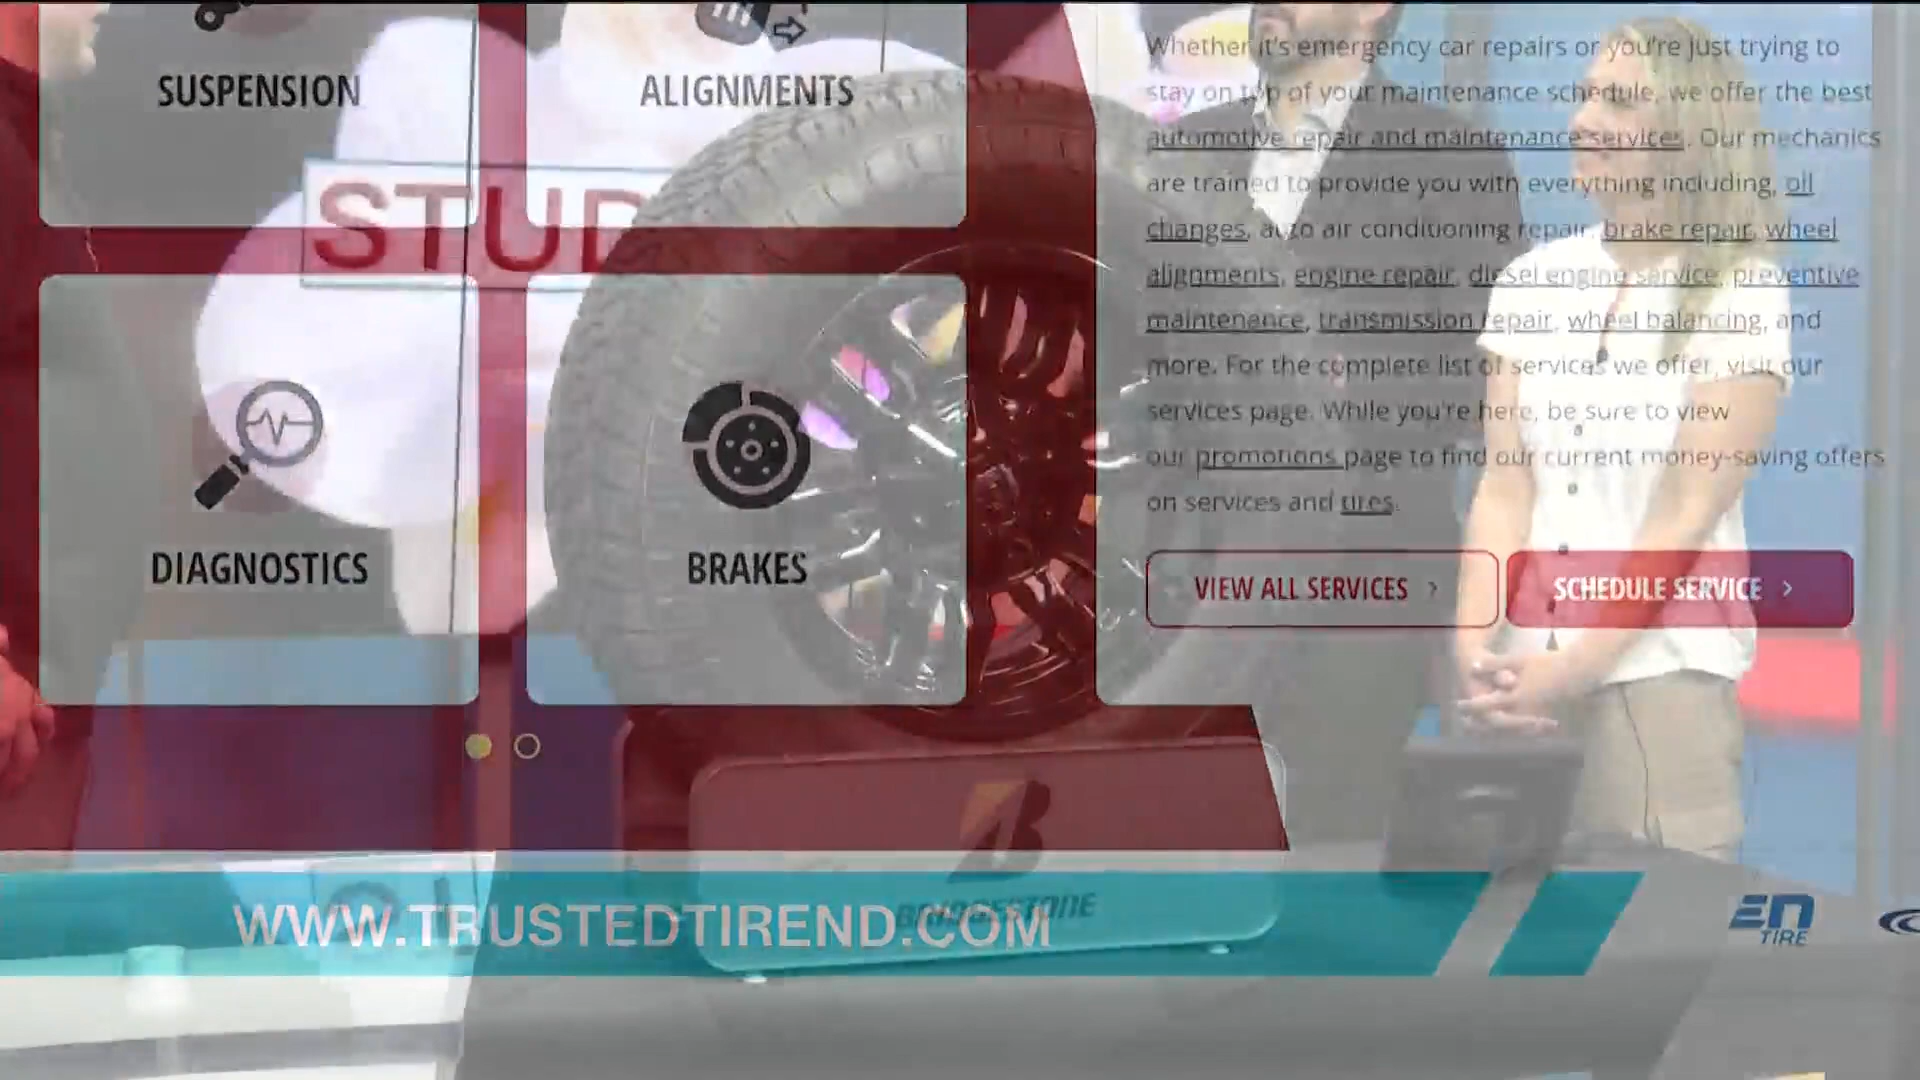 SUSPENSION
ALIGNMENTS
STUD
DIAGNOSTICS
BRAKES
Whether it's emergency car repairs or you're just trying to
stay on top of your maintenance schedule, we offer the best
automotive repair and maintenance services. Our mechanics
are trained to provide you with everything including, oil
changes, auto air conditioning repair, brake repair, wheel
alignments, engine repair, diesel engine service, preventive
maintenance, transmission repair, wheel balancing, and
more. For the complete list of services we offer, visit our
services page. While you're here, be sure to view
our promotions page to find our current money-saving offers
on services and tires.
VIEW ALL SERVICES >
SCHEDULE SERVICE >
BRIDGESTONE
WWW.TRUSTEDTIREND.COM
TIRE